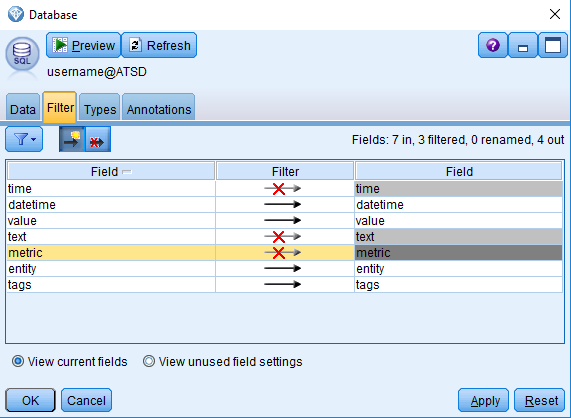 Database
SQL
Preview Refresh
username@ATSD
Data Filter Types Annotations
Fields: 7 in, 3 filtered, 0 renamed, 4 out
Field Filter Field
time time
datetime datetime
value value
text text
metric metric
entity entity
tags tags
View current fields View unused field settings
OK Cancel Apply Reset